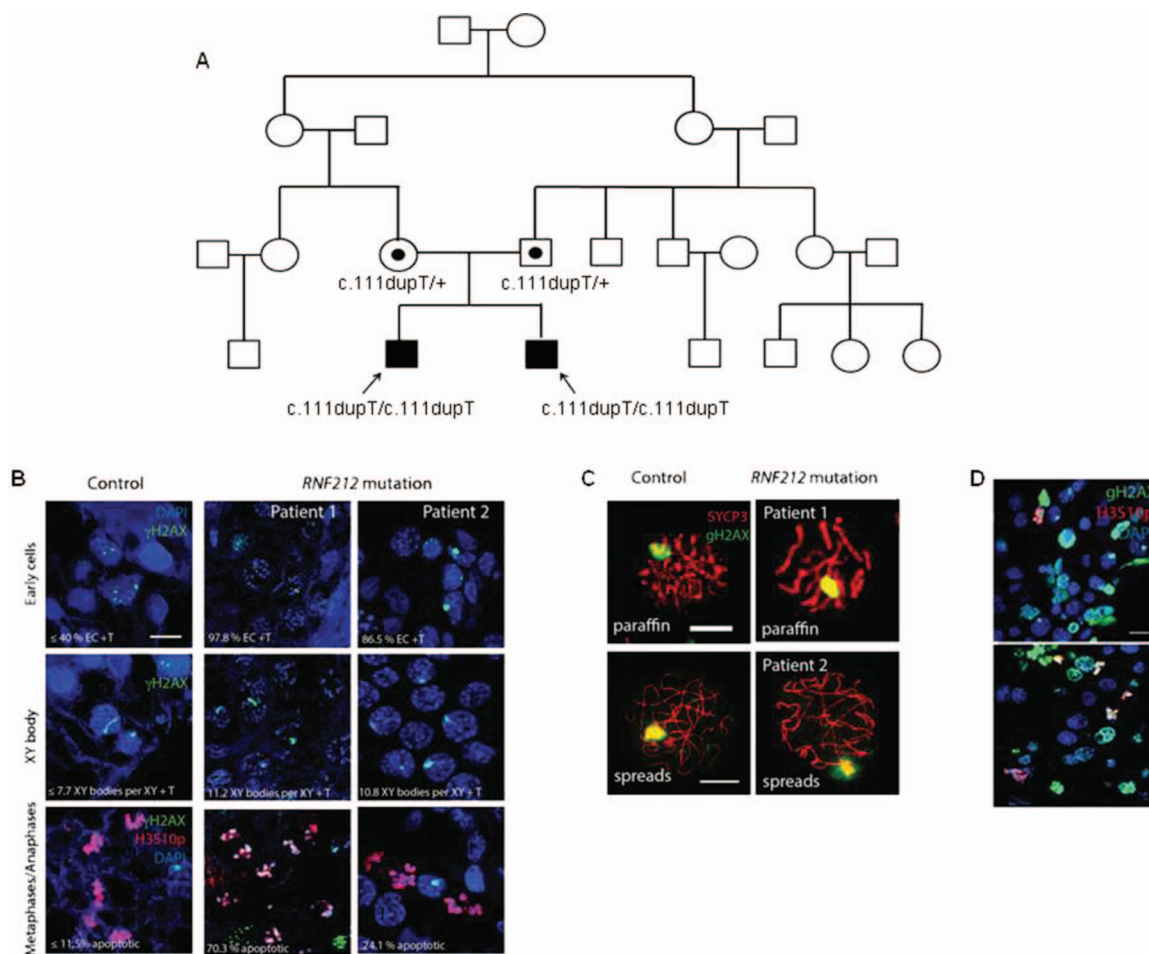 A
c.111dupT/+
c.111dupT/+
c.111dupT/c.111dupT
c.111dupT/c.111dupT
B
Control
RNF212 mutation
Early cells
DAPI
γH2AX
≤ 40 % EC +T
Patient 1
97.8 % EC +T
Patient 2
86.5 % EC +T
XY body
γH2AX
≤ 7.7 XY bodies per XY + T
11.2 XY bodies per XY + T
10.8 XY bodies per XY + T
Metaphases/Anaphases
γH2AX
H3S10p
DAPI
≤ 11,5% apoptotic
70.3 % apoptotic
24.1 % apoptotic
C
Control
RNF212 mutation
SYCP3
gH2AX
paraffin
Patient 1
paraffin
spreads
Patient 2
spreads
D
gH2AX
H3S10p